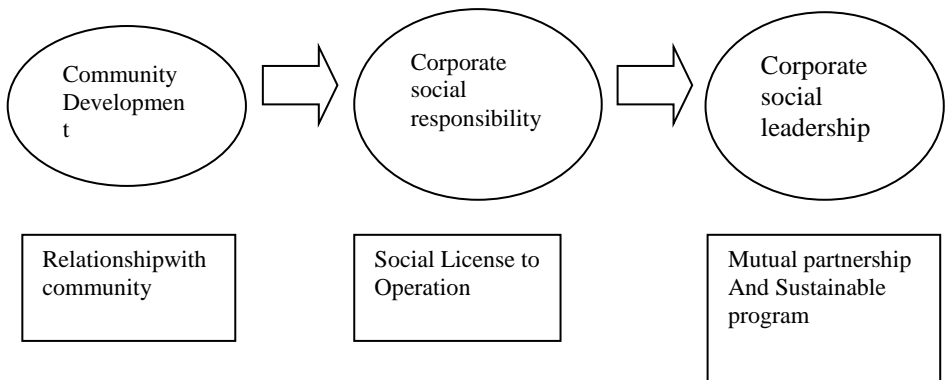 Community
Developmen
t
Corporate
social
responsibility
Corporate
social
leadership
Relationshipwith
community
Social License to
Operation
Mutual partnership
And Sustainable
program